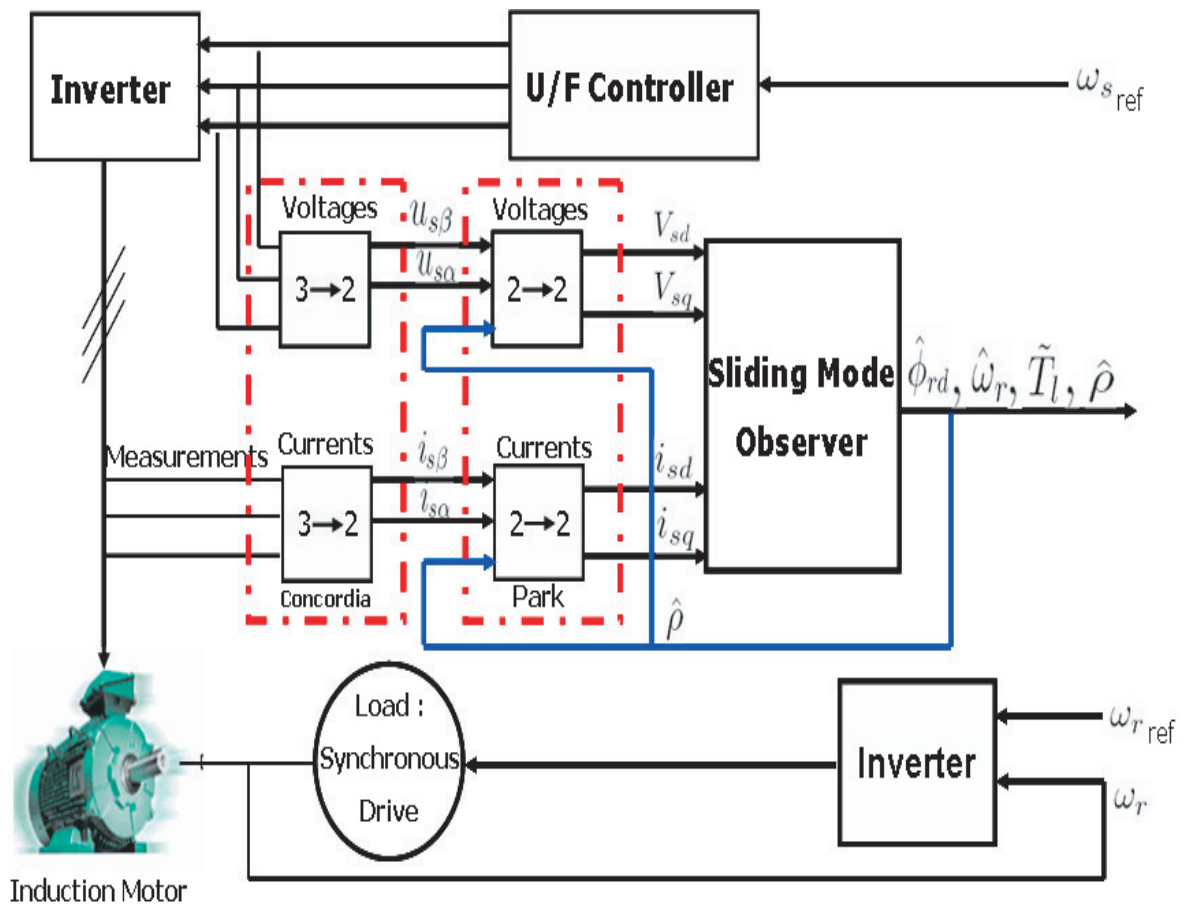 Inverter
U/F Controller
ω_s ref
Voltages
u_sβ
u_sα
3→2
Voltages
2→2
V_sd
V_sq
Sliding Mode
Observer
ϕ̂_rd, ω̂_r, T̃_l, ρ̂
Measurements
Currents
i_sβ
i_sα
3→2
Concordia
Currents
2→2
Park
i_sd
i_sq
ρ̂
Load :
Synchronous
Drive
Inverter
ω_r ref
ω_r
Induction Motor